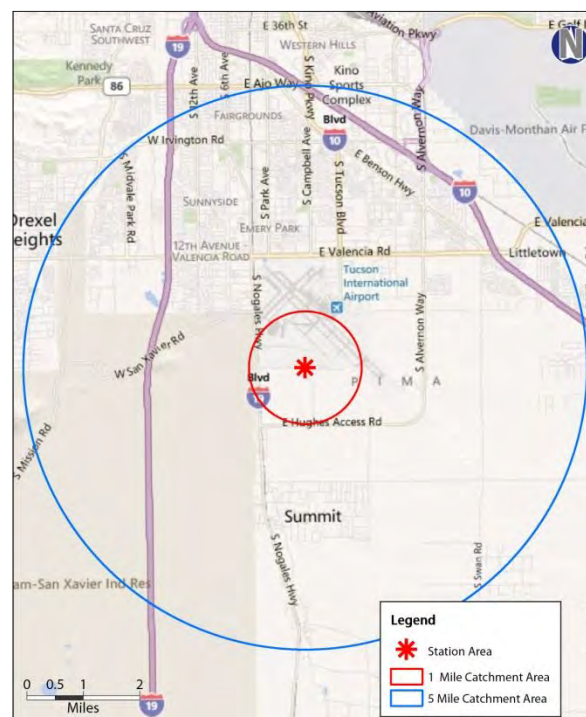 SANTA CRUZ
SOUTHWEST
E 36th St
Aviation Pkwy
E Golf
N
19
WESTERN HILLS
Kennedy
Park
86
E Ajo Way
S 12th Ave
S 6th Ave
S Kino Pkwy
Kino
Sports
Complex
S Alvernon Way
FAIRGROUNDS
Blvd
10
Davis-Monthan Air F
W Irvington Rd
S Midvale Park Rd
S Park Ave
S Campbell Ave
S Tucson Blvd
E Benson Hwy
10
SUNNYSIDE
EMERY PARK
Drexel
Heights
12TH AVENUE -
VALENCIA ROAD
E Valencia Rd
E Valencia
Littletown
S Nogales Hwy
Tucson
International
Airport
S Alvernon Way
W San Xavier Rd
Blvd
P I M A
E Hughes Access Rd
S Mission Rd
Summit
S Nogales Hwy
S Swan Rd
am-San Xavier Ind Res
0 0.5 1 2
Miles
19
Legend
Station Area
1 Mile Catchment Area
5 Mile Catchment Area